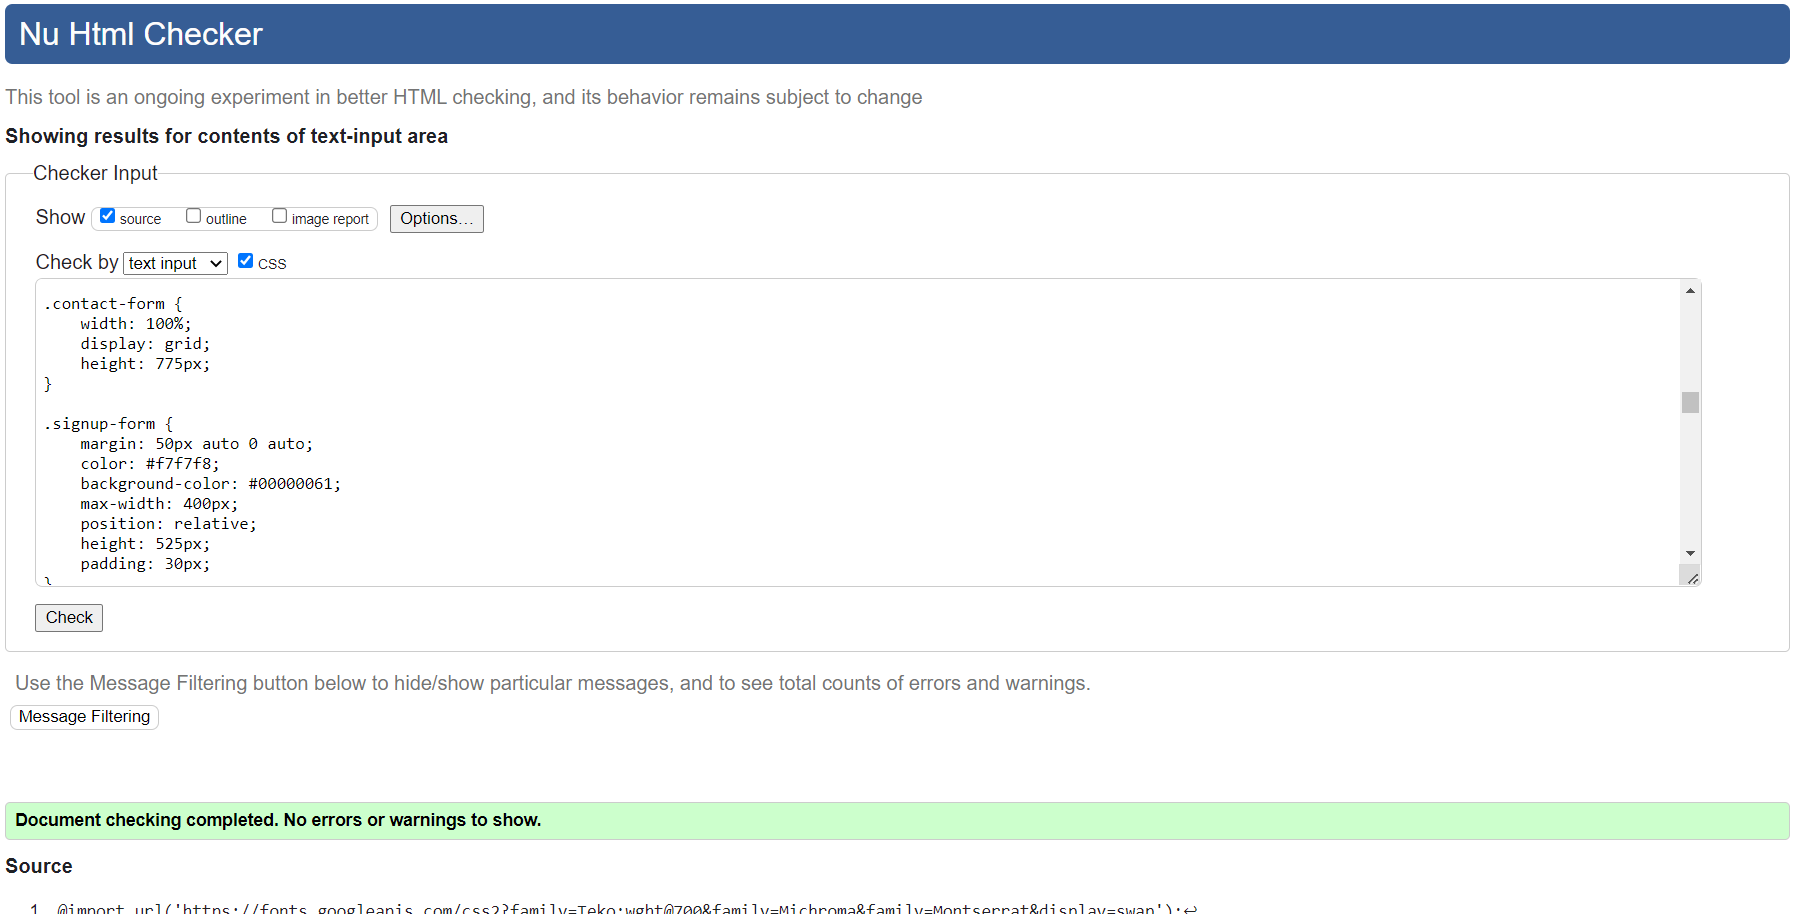 Nu Html Checker
This tool is an ongoing experiment in better HTML checking, and its behavior remains subject to change
Showing results for contents of text-input area
Checker Input
Show source outline image report Options...
Check by text input CSS
.contact-form {
    width: 100%;
    display: grid;
    height: 775px;
}
.signup-form {
    margin: 50px auto 0 auto;
    color: #f7f7f8;
    background-color: #00000061;
    max-width: 400px;
    position: relative;
    height: 525px;
    padding: 30px;
}
Check
Use the Message Filtering button below to hide/show particular messages, and to see total counts of errors and warnings.
Message Filtering
Document checking completed. No errors or warnings to show.
Source
1. @import url('https://fonts.googleapis.com/css2?family=Teko:wght@700&family=Michroma&family=Montserrat&display=swap');↩